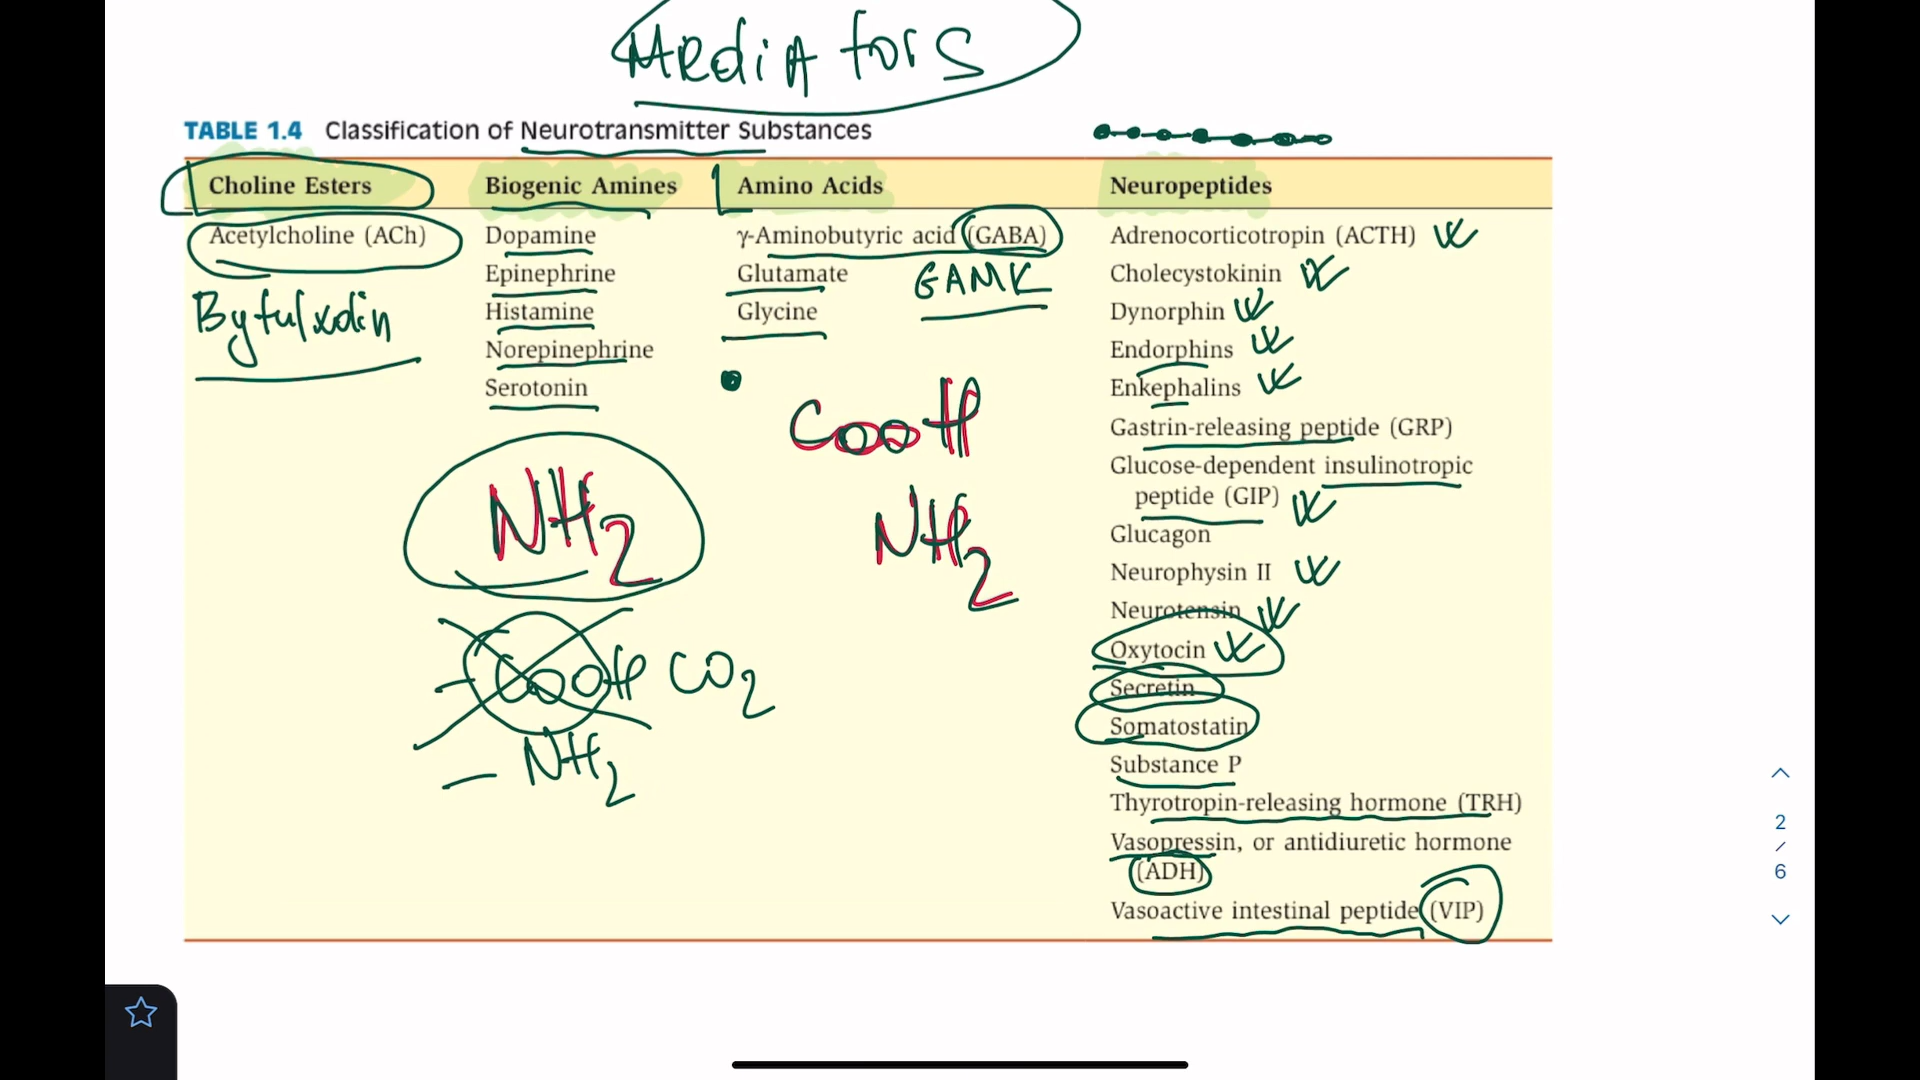 MediAtors
TABLE 1.4 Classification of Neurotransmitter Substances
Choline Esters
Acetylcholine (ACh)
Biogenic Amines
Dopamine
Epinephrine
Histamine
Norepinephrine
Serotonin
NH2
COOH CO2
NH2
Amino Acids
γ-Aminobutyric acid (GABA)
Glutamate
GAMK
Glycine
COOH
NH2
Neuropeptides
Adrenocorticotropin (ACTH)
Cholecystokinin
Dynorphin
Endorphins
Enkephalins
Gastrin-releasing peptide (GRP)
Glucose-dependent insulinotropic
peptide (GIP)
Glucagon
Neurophysin II
Neurotensin
Oxytocin
Secretin
Somatostatin
Substance P
Thyrotropin-releasing hormone (TRH)
Vasopressin, or antidiuretic hormone
(ADH)
Vasoactive intestinal peptide (VIP)
2
/
6